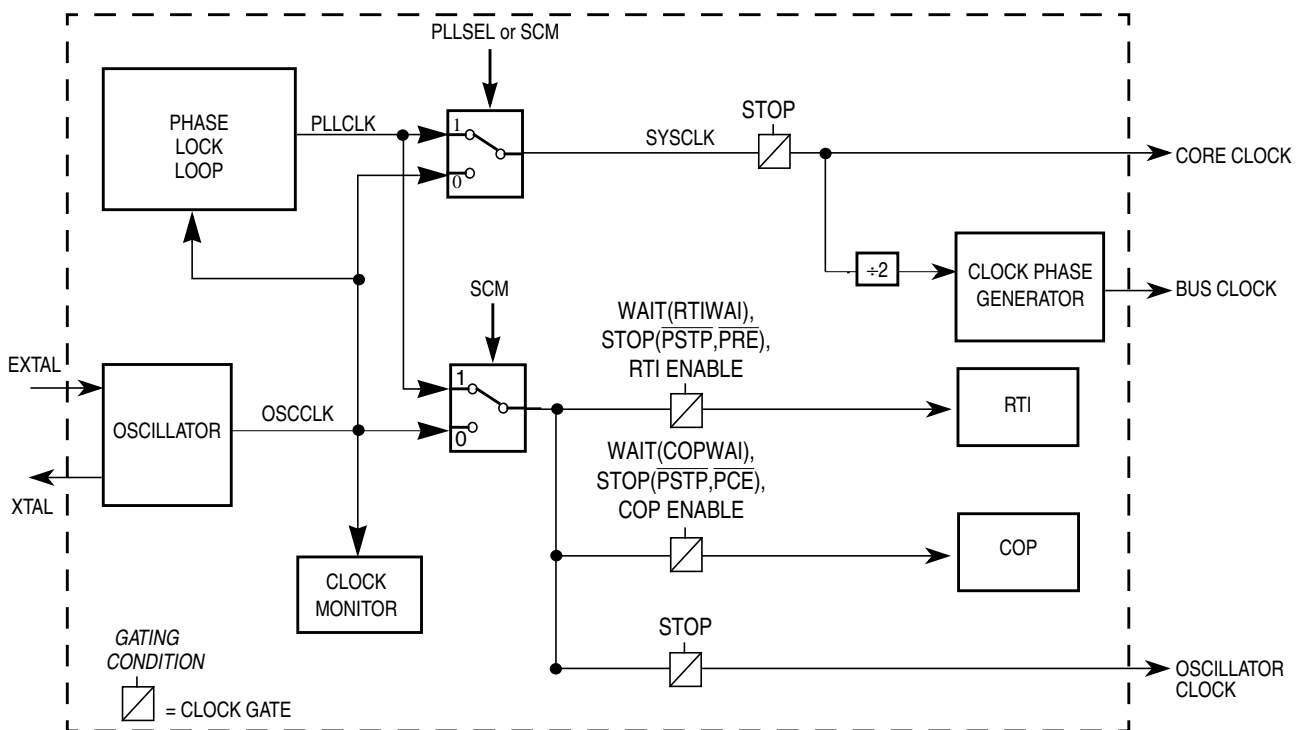 PLLSEL or SCM
PHASE
LOCK
LOOP
PLLCLK
1
0
SYSCLK
STOP
CORE CLOCK
÷2
CLOCK PHASE
GENERATOR
BUS CLOCK
SCM
WAIT(RTIWAI),
STOP(PSTP,PRE),
RTI ENABLE
EXTAL
OSCILLATOR
XTAL
OSCCLK
1
0
RTI
WAIT(COPWAI),
STOP(PSTP,PCE),
COP ENABLE
COP
CLOCK
MONITOR
STOP
OSCILLATOR
CLOCK
GATING
CONDITION
= CLOCK GATE